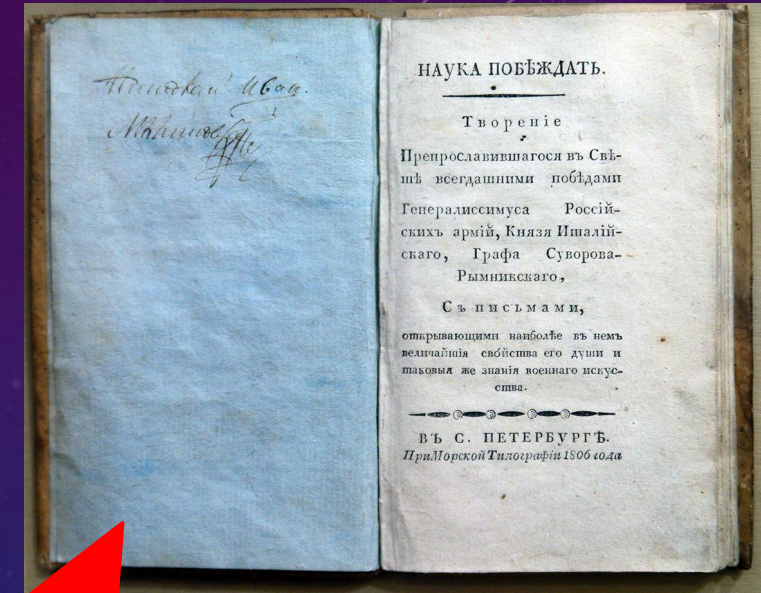 Иванъ.
НАУКА ПОБѢЖДАТЬ.
Творенiе
Препрославившагося въ Свѣ-
тѣ всегдашними побѣдами
Генералиссимуса Россiй-
скихъ армiй, Князя Италiй-
скаго, Графа Суворова-
Рымникскаго,
Съ письмами,
открывающими наиболѣе въ немъ
величайшiя свойства его души и
таковыя же знанiя военнаго искус-
ства.
ВЪ С. ПЕТЕРБУРГѢ.
При Морской Типографiи 1806 года